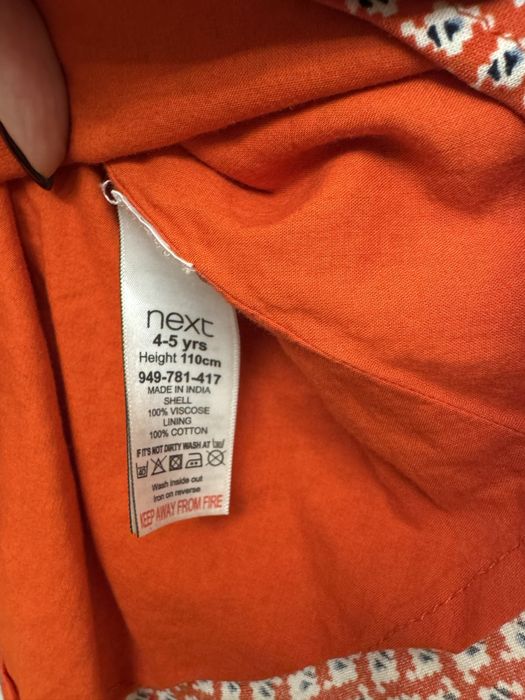 next
4-5 yrs
Height 110cm
949-781-417
MADE IN INDIA
SHELL
100% VISCOSE
LINING
100% COTTON
IF IT'S NOT DIRTY WASH AT
40
Wash inside out
Iron on reverse
KEEP AWAY FROM FIRE